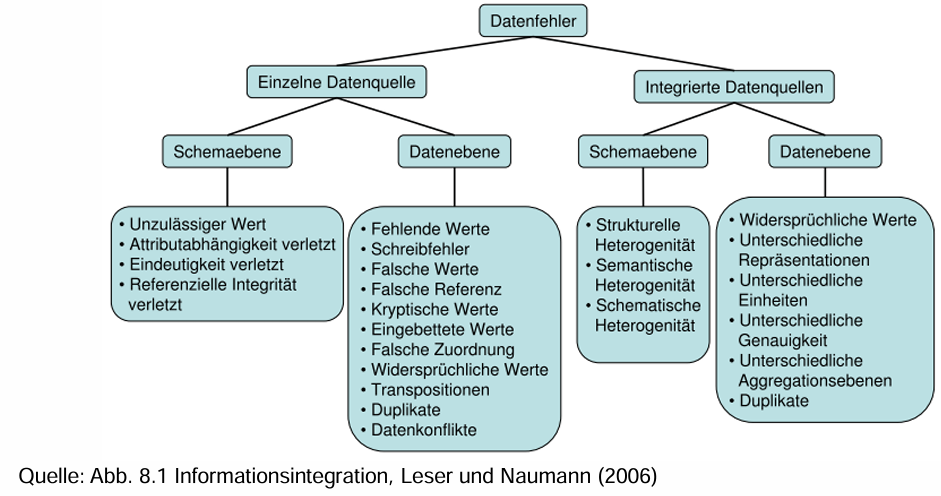 Datenfehler
Einzelne Datenquelle
Integrierte Datenquellen
Schemaebene
Datenebene
Schemaebene
Datenebene
• Unzulässiger Wert
• Attributabhängigkeit verletzt
• Eindeutigkeit verletzt
• Referenzielle Integrität
verletzt
• Fehlende Werte
• Schreibfehler
• Falsche Werte
• Falsche Referenz
• Kryptische Werte
• Eingebettete Werte
• Falsche Zuordnung
• Widersprüchliche Werte
• Transpositionen
• Duplikate
• Datenkonflikte
• Strukturelle
Heterogenität
• Semantische
Heterogenität
• Schematische
Heterogenität
• Widersprüchliche Werte
• Unterschiedliche
Repräsentationen
• Unterschiedliche
Einheiten
• Unterschiedliche
Genauigkeit
• Unterschiedliche
Aggregationsebenen
• Duplikate
Quelle: Abb. 8.1 Informationsintegration, Leser und Naumann (2006)